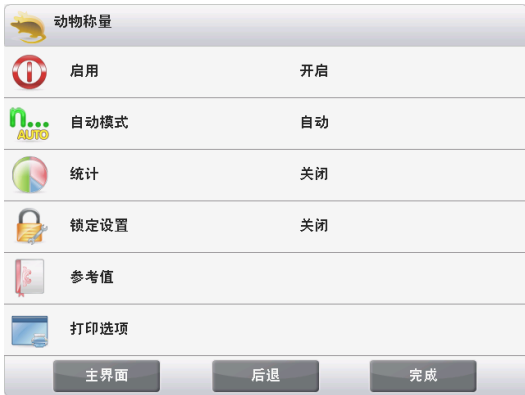 动物称量
启用 开启
n...
AUTO
自动模式 自动
统计 关闭
锁定设置 关闭
参考值
打印选项
主界面 后退 完成